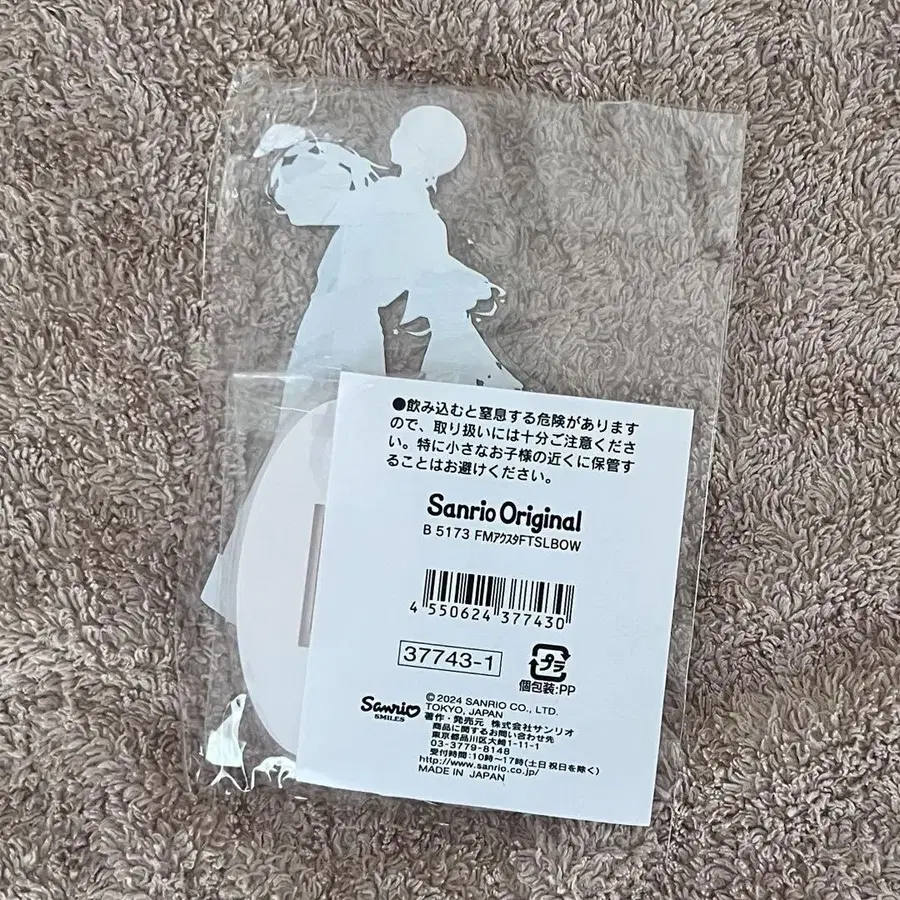 ●飲み込むと窒息する危険があります
ので、取り扱いには十分ご注意くださ
い。特に小さなお子様の近くに保管す
ることはお避けください。
Sanrio Original
B 5173 FMアクスタFTSLBOW
4 550624 377430
37743-1
プラ
個包装:PP
Sanrio
SMILES
©2024 SANRIO CO., LTD.
TOKYO, JAPAN
著作・発売元 株式会社サンリオ
商品に関するお問い合わせ先
東京都品川区大崎1-11-1
03-3779-8148
受付時間:10時〜17時(土日祝日を除く)
http://www.sanrio.co.jp/
MADE IN JAPAN